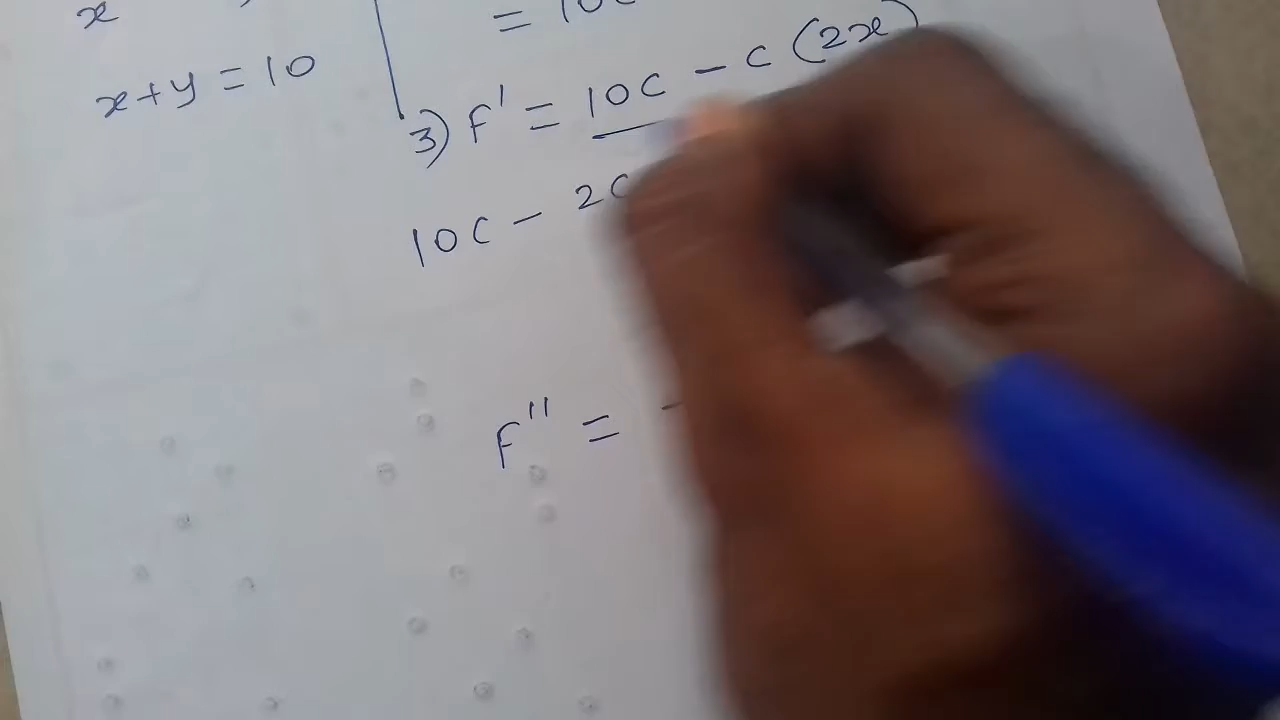 x
= 10C
x+y = 10
3) F' = 10C - C (2x)
10C - 2C
F'' = -